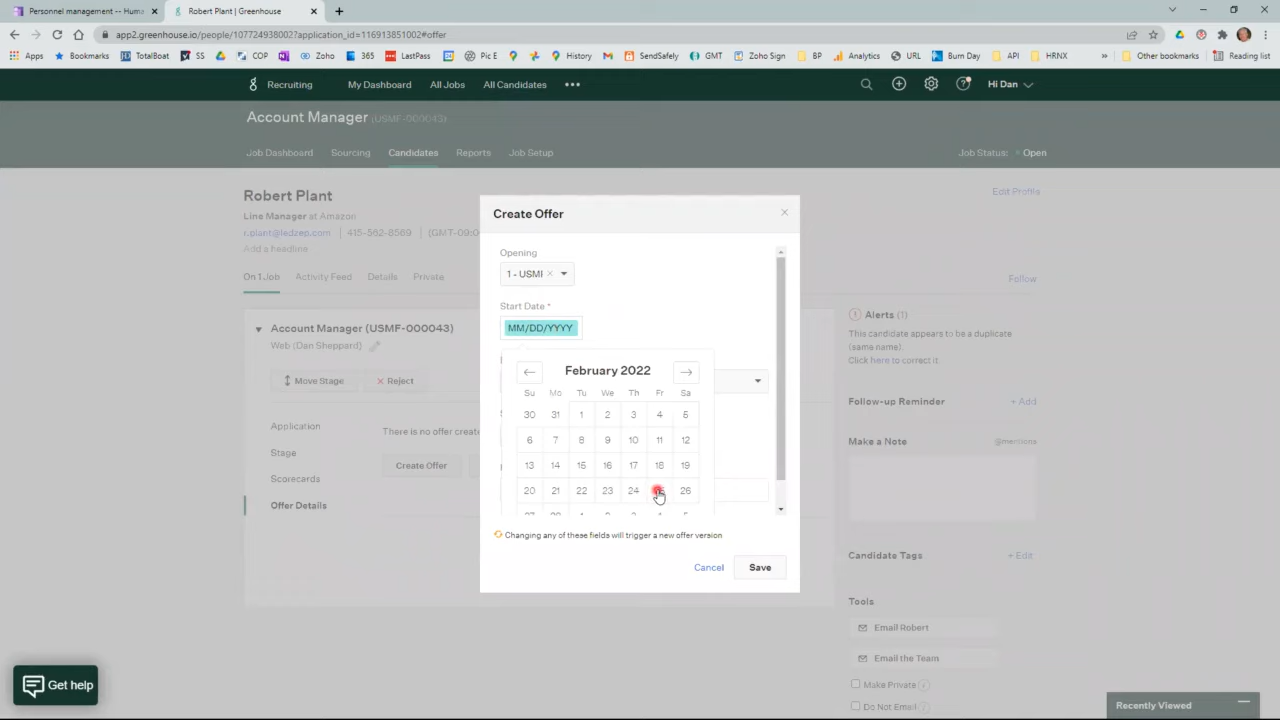 Personnel management -- Hum
Robert Plant | Greenhouse
app2.greenhouse.io/people/107724938002?application_id=116913851002#offer
Apps SS Bookmarks TotalBoat SS COP Zoho 365 LastPass GMT Pic E History SendSafely GMT Zoho Sign BP Analytics URL Burn Day API HRNX » Other bookmarks Reading list
Recruiting My Dashboard All Jobs All Candidates ••• Hi Dan
Account Manager (USMF-000043)
Job Dashboard Sourcing Candidates Reports Job Setup Job Status: Open
Robert Plant Edit Profile
Line Manager at Amazon
r.plant@ledzep.com | 415-562-8569 | (GMT-09:0
Add a headline
On 1 Job Activity Feed Details Private Follow
Account Manager (USMF-000043)
Web (Dan Sheppard)
Move Stage Reject
Application There is no offer create
Stage
Create Offer
Scorecards
Offer Details
Create Offer
Opening
1 - USMF
Start Date *
MM/DD/YYYY
February 2022
Su Mo Tu We Th Fr Sa
30 31 1 2 3 4 5
6 7 8 9 10 11 12
13 14 15 16 17 18 19
20 21 22 23 24 26
Changing any of these fields will trigger a new offer version
Cancel Save
Alerts (1)
This candidate appears to be a duplicate
(same name).
Click here to correct it
Follow-up Reminder + Add
Make a Note @mentions
Candidate Tags + Edit
Tools
Email Robert
Email the Team
Make Private
Do Not Email
Get help
Recently Viewed